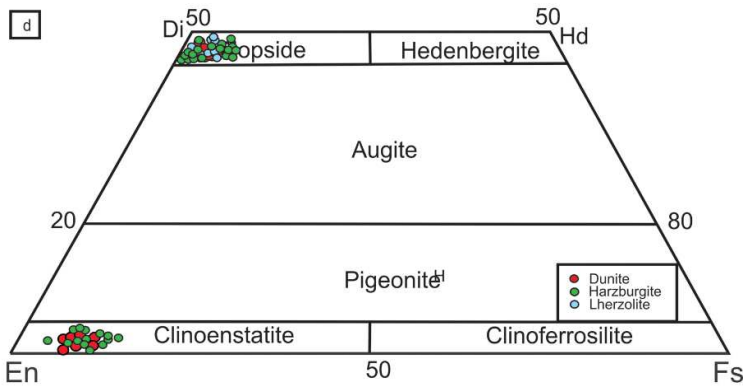 d
50 50
Di Hd
opside Hedenbergite
Augite
20 80
Pigeonite H
Dunite
Harzburgite
Lherzolite
Clinoenstatite Clinoferrosilite
En 50 Fs